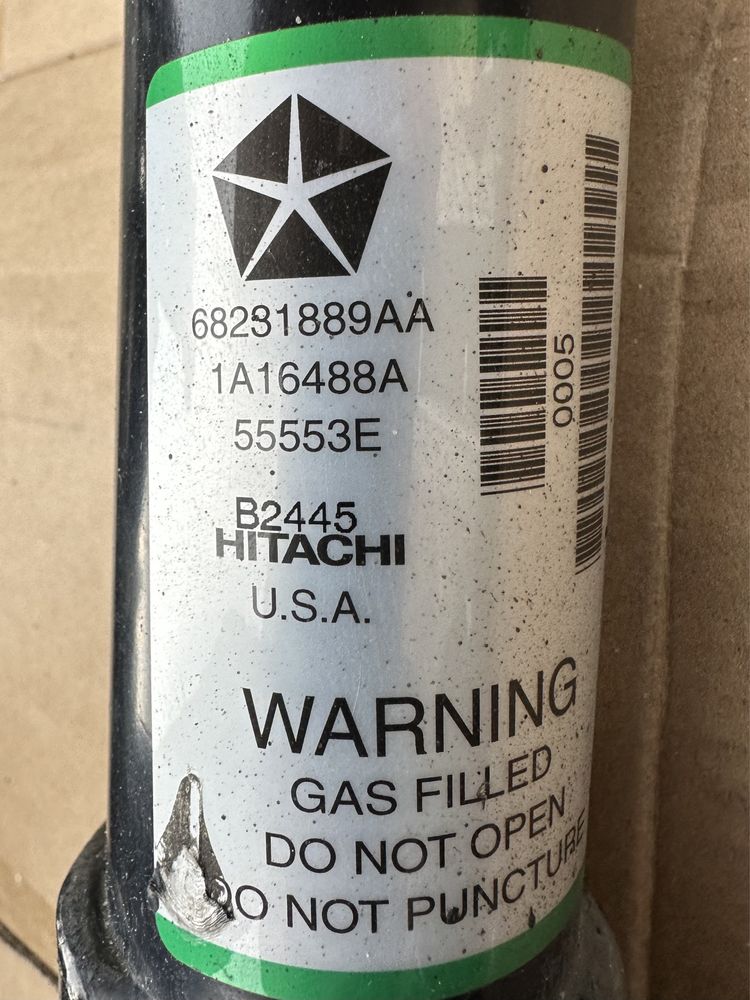 68231889AA
1A16488A
55553E
0005
B2445
HITACHI
U.S.A.
WARNING
GAS FILLED
DO NOT OPEN
DO NOT PUNCTURE